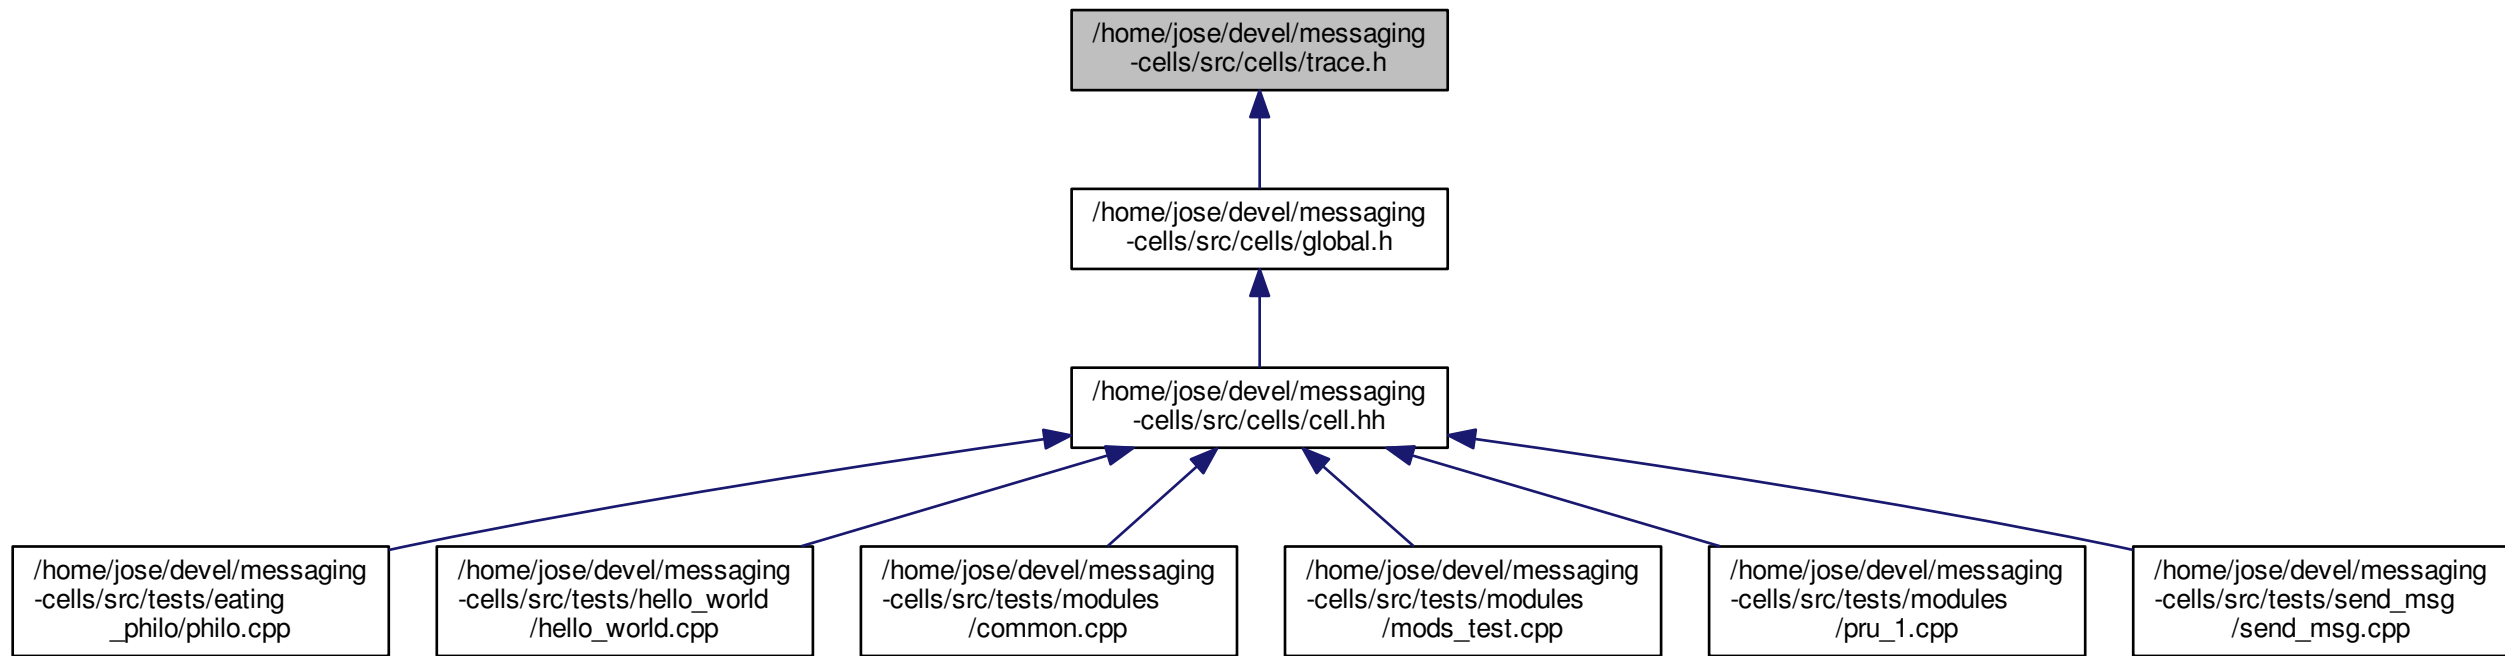 /home/jose/devel/messaging
-cells/src/cells/trace.h
/home/jose/devel/messaging
-cells/src/cells/global.h
/home/jose/devel/messaging
-cells/src/cells/cell.hh
/home/jose/devel/messaging
-cells/src/tests/eating
_philo/philo.cpp
/home/jose/devel/messaging
-cells/src/tests/hello_world
/hello_world.cpp
/home/jose/devel/messaging
-cells/src/tests/modules
/common.cpp
/home/jose/devel/messaging
-cells/src/tests/modules
/mods_test.cpp
/home/jose/devel/messaging
-cells/src/tests/modules
/pru_1.cpp
/home/jose/devel/messaging
-cells/src/tests/send_msg
/send_msg.cpp